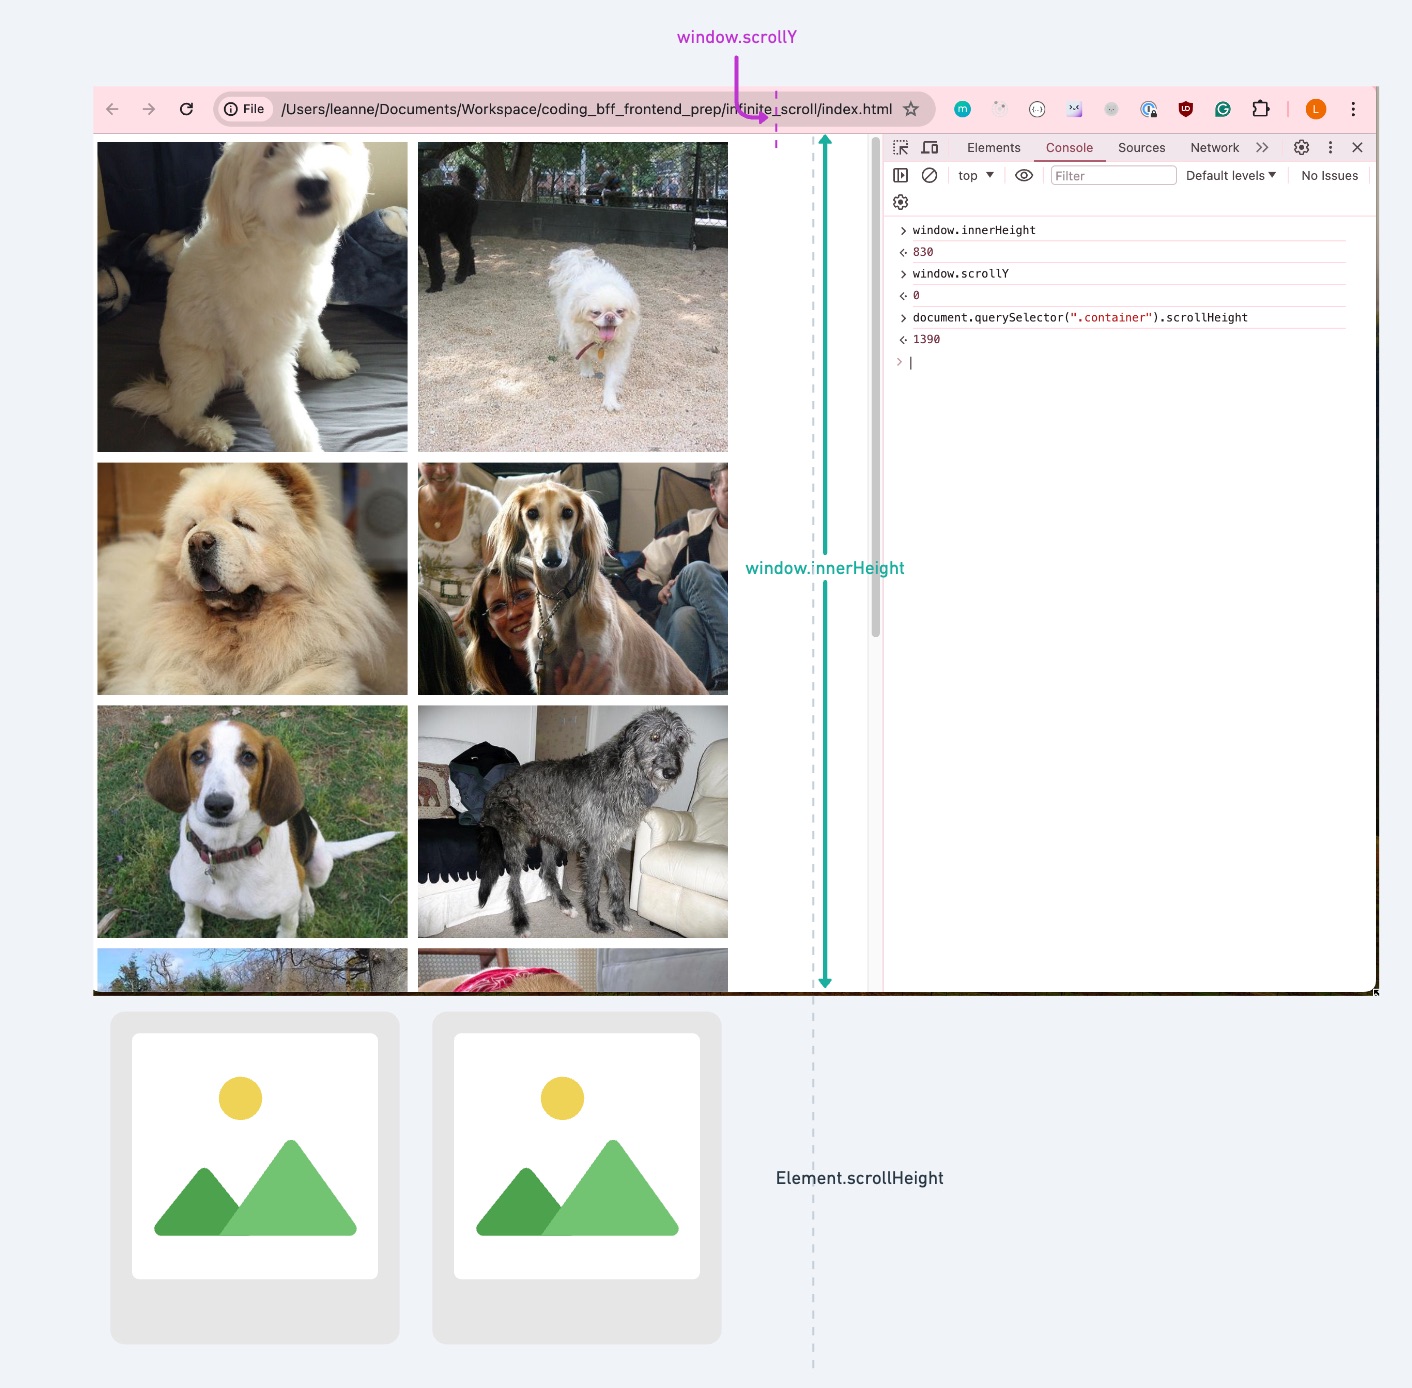 window.scrollY
File /Users/leanne/Documents/Workspace/coding_bff_frontend_prep/infinite_scroll/index.html
m
UD
G
L
Elements Console Sources Network
top Filter Default levels No Issues
window.innerHeight
830
window.scrollY
0
document.querySelector(".container").scrollHeight
1390
window.innerHeight
Element.scrollHeight